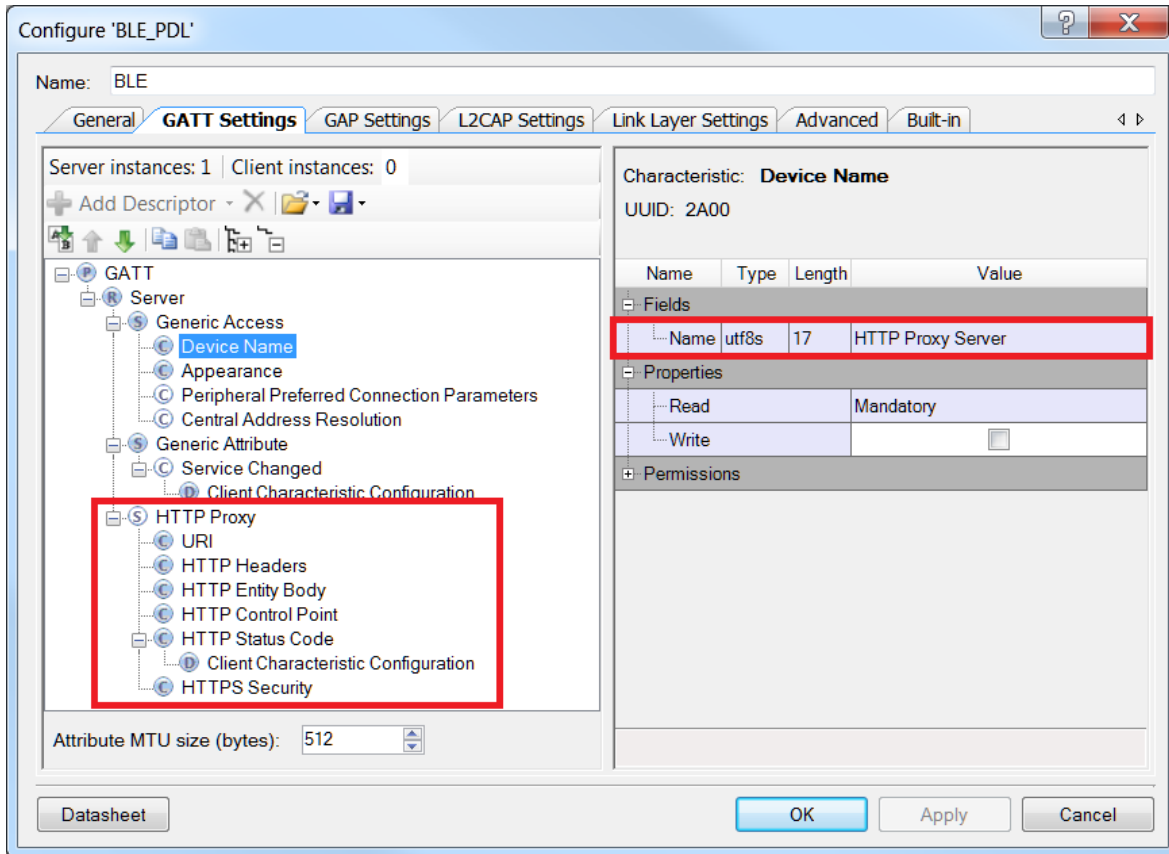 Configure 'BLE_PDL'
Name: BLE
General GATT Settings GAP Settings L2CAP Settings Link Layer Settings Advanced Built-in
Server instances: 1 Client instances: 0
Add Descriptor
GATT
Server
Generic Access
Device Name
Appearance
Peripheral Preferred Connection Parameters
Central Address Resolution
Generic Attribute
Service Changed
Client Characteristic Configuration
HTTP Proxy
URI
HTTP Headers
HTTP Entity Body
HTTP Control Point
HTTP Status Code
Client Characteristic Configuration
HTTPS Security
Attribute MTU size (bytes): 512
Characteristic: Device Name
UUID: 2A00
Name Type Length Value
Fields
Name utf8s 17 HTTP Proxy Server
Properties
Read Mandatory
Write
Permissions
Datasheet OK Apply Cancel